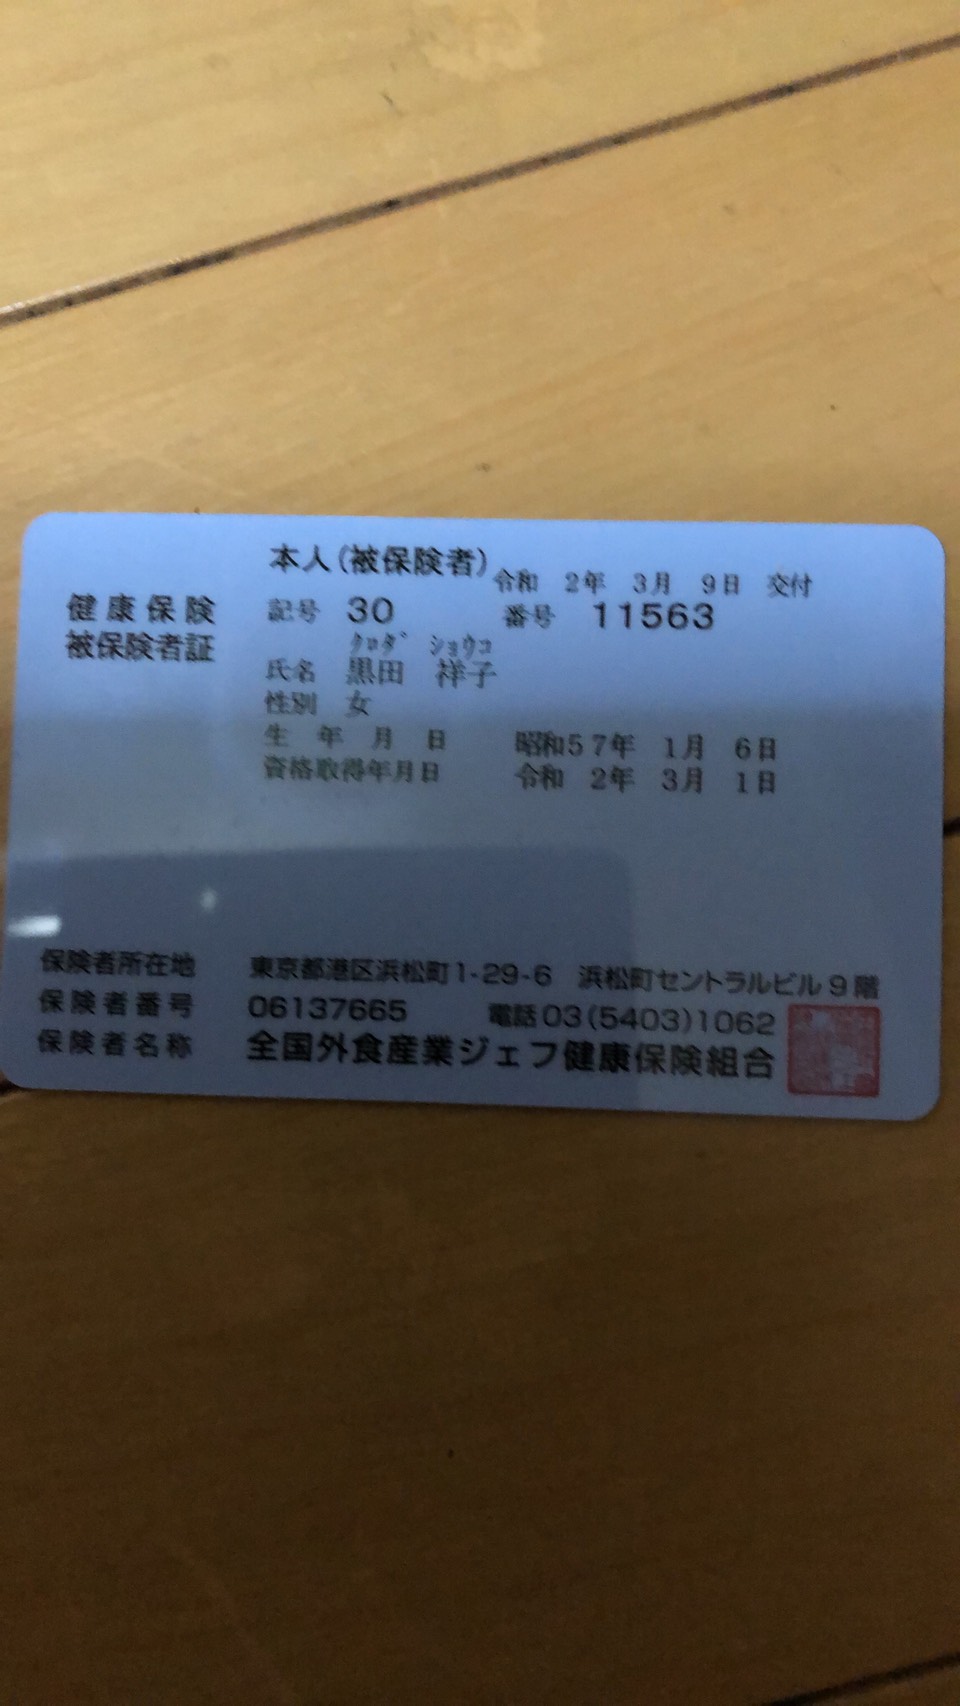 本人(被保険者)
令和 2年 3月 9日 交付
健康保険
被保険者証
記号 30 番号 11563
ｸﾛﾀﾞ ｼｮｳｺ
氏名 黒田 祥子
性別 女
生年月日 昭和57年 1月 6日
資格取得年月日 令和 2年 3月 1日
保険者所在地 東京都港区浜松町1-29-6 浜松町セントラルビル9階
保険者番号 06137665 電話03(5403)1062
保険者名称 全国外食産業ジェフ健康保険組合